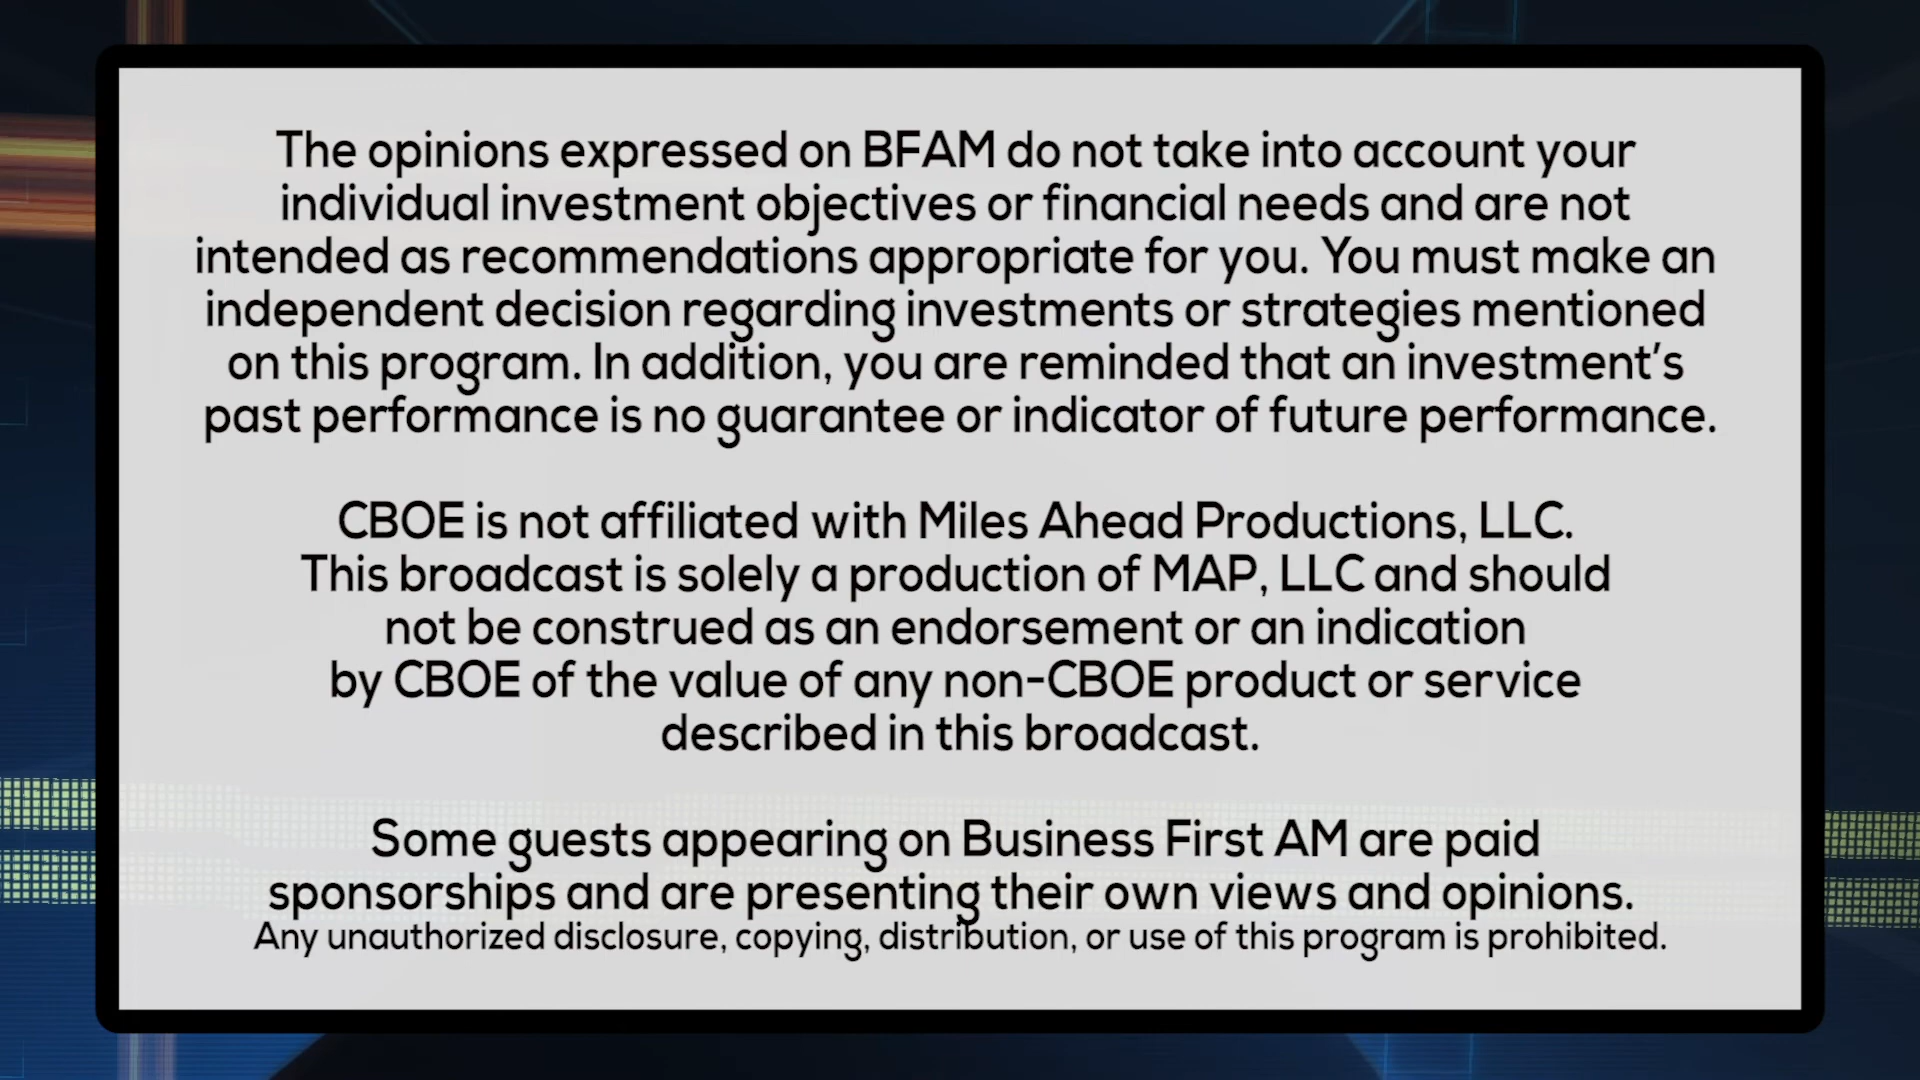 The opinions expressed on BFAM do not take into account your
individual investment objectives or financial needs and are not
intended as recommendations appropriate for you. You must make an
independent decision regarding investments or strategies mentioned
on this program. In addition, you are reminded that an investment’s
past performance is no guarantee or indicator of future performance.
CBOE is not affiliated with Miles Ahead Productions, LLC.
This broadcast is solely a production of MAP, LLC and should
not be construed as an endorsement or an indication
by CBOE of the value of any non-CBOE product or service
described in this broadcast.
Some guests appearing on Business First AM are paid
sponsorships and are presenting their own views and opinions.
Any unauthorized disclosure, copying, distribution, or use of this program is prohibited.